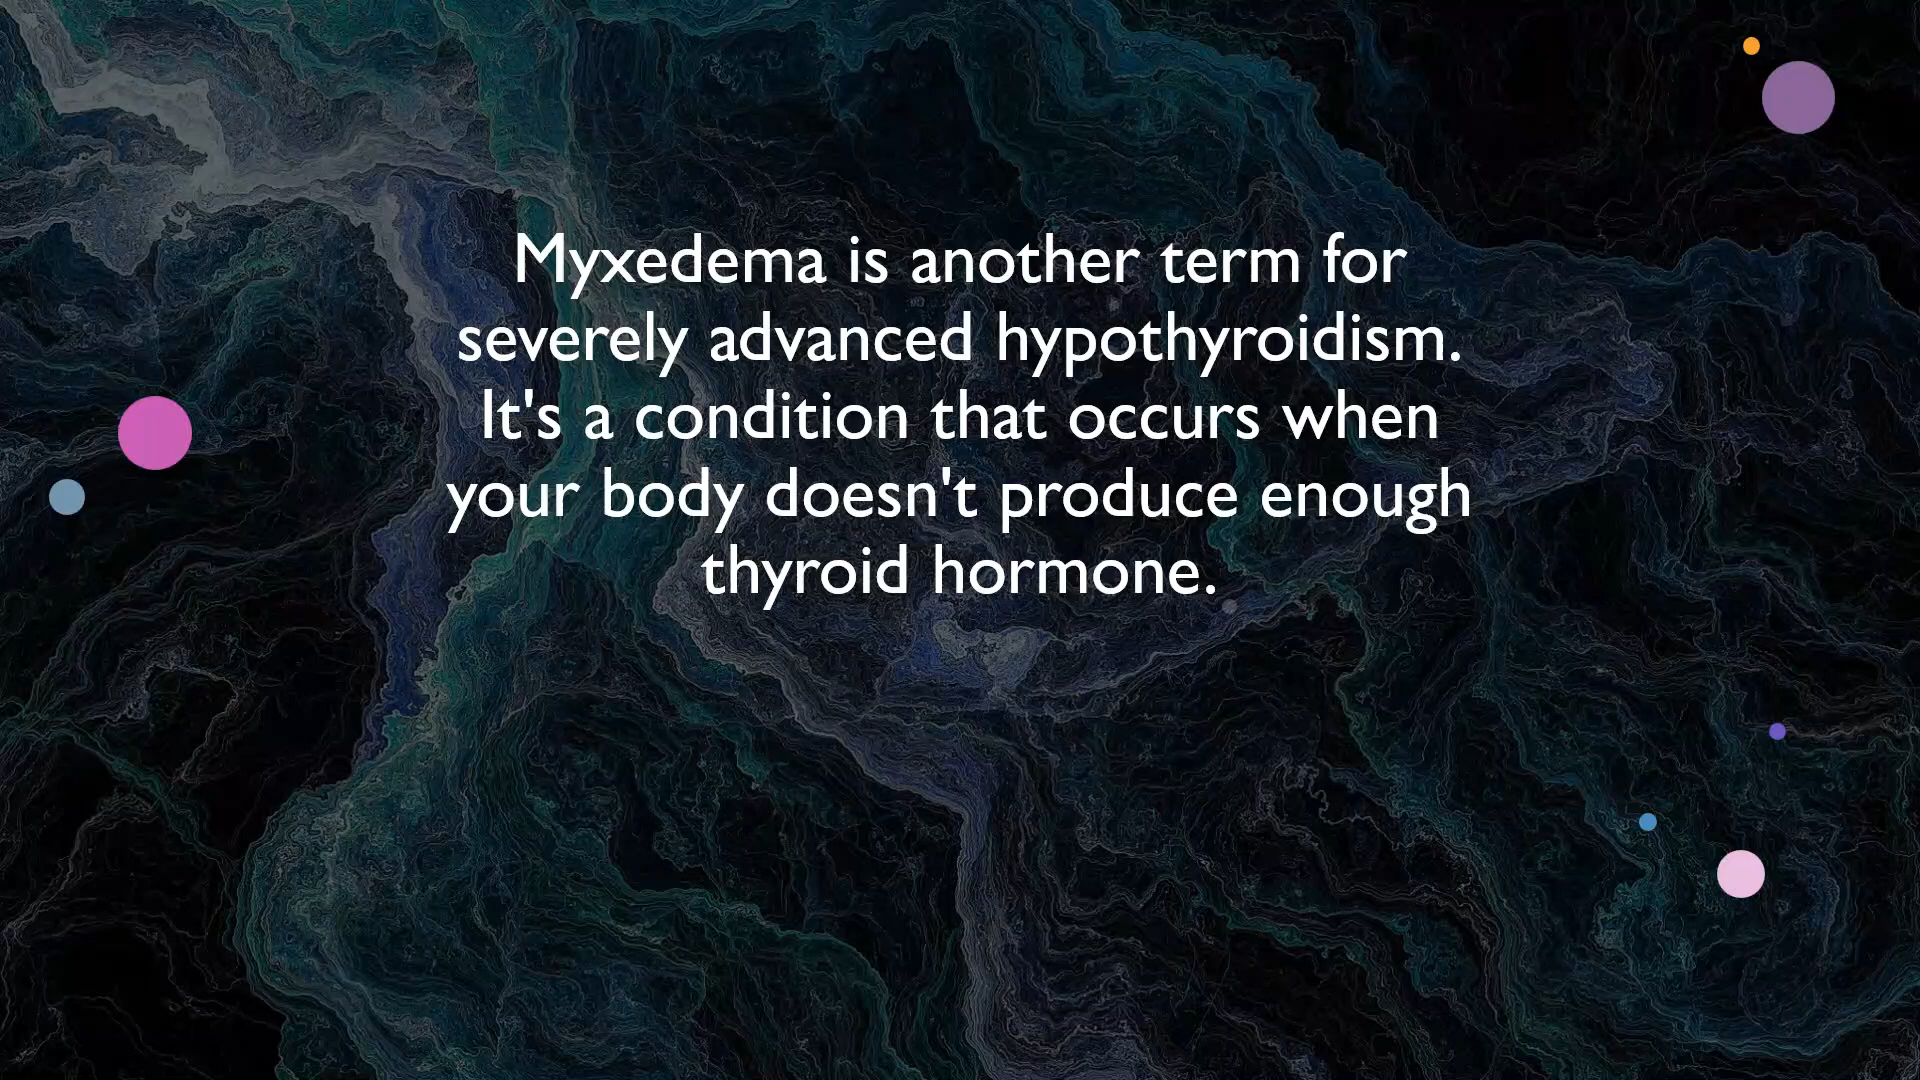 Myxedema is another term for
severely advanced hypothyroidism.
It's a condition that occurs when
your body doesn't produce enough
thyroid hormone.